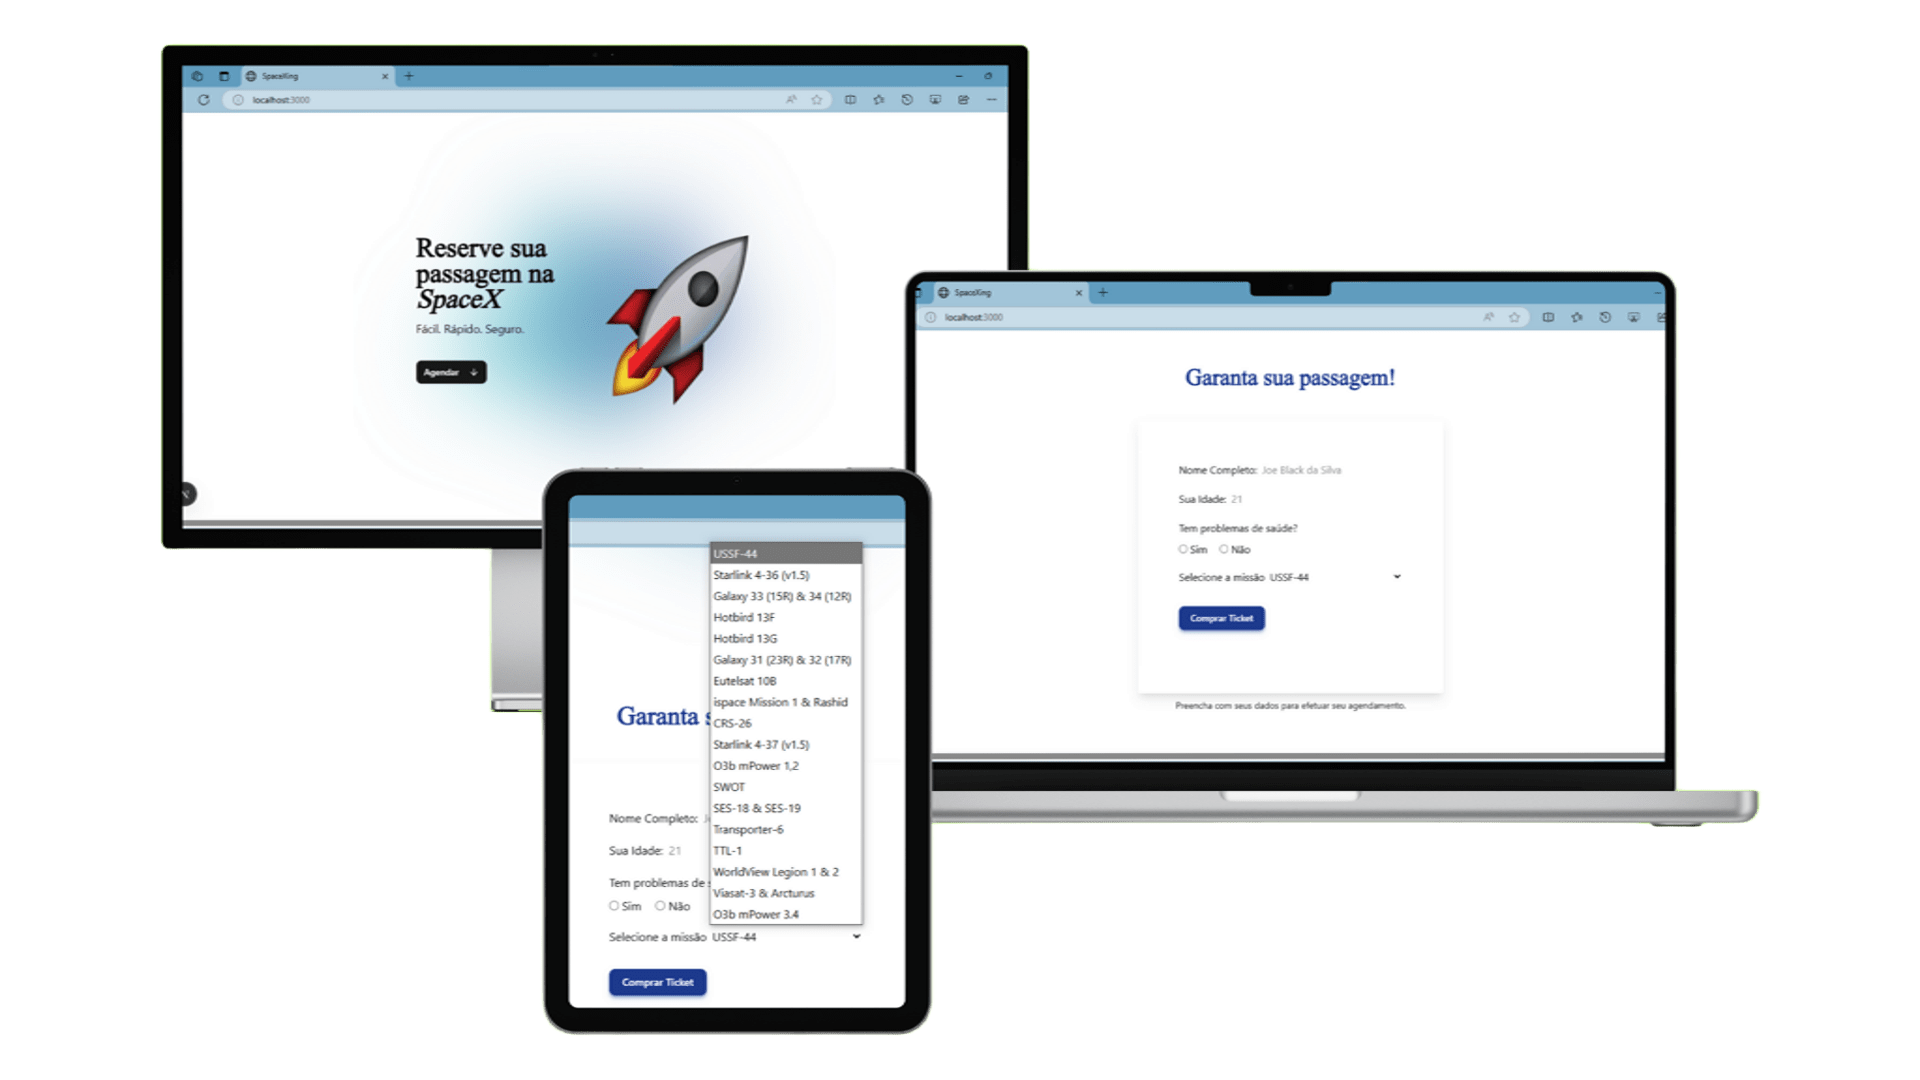 SpaceXing
localhost:3000
Reserve sua
passagem na
SpaceX
Fácil. Rápido. Seguro.
Agendar
SpaceXing
localhost:3000
Garanta sua passagem!
Nome Completo: Joe Black da Silva
Sua Idade: 21
Tem problemas de saúde?
Sim Não
Selecione a missão USSF-44
Comprar Ticket
Preencha com seus dados para efetuar seu agendamento.
USSF-44
Starlink 4-36 (v1.5)
Galaxy 33 (15R) & 34 (12R)
Hotbird 13F
Hotbird 13G
Galaxy 31 (23R) & 32 (17R)
Eutelsat 10B
ispace Mission 1 & Rashid
CRS-26
Starlink 4-37 (v1.5)
O3b mPower 1,2
SWOT
SES-18 & SES-19
Transporter-6
TTL-1
WorldView Legion 1 & 2
Viasat-3 & Arcturus
O3b mPower 3.4
Garanta s
Nome Completo: J
Sua Idade: 21
Tem problemas de s
Sim Não
Selecione a missão USSF-44
Comprar Ticket